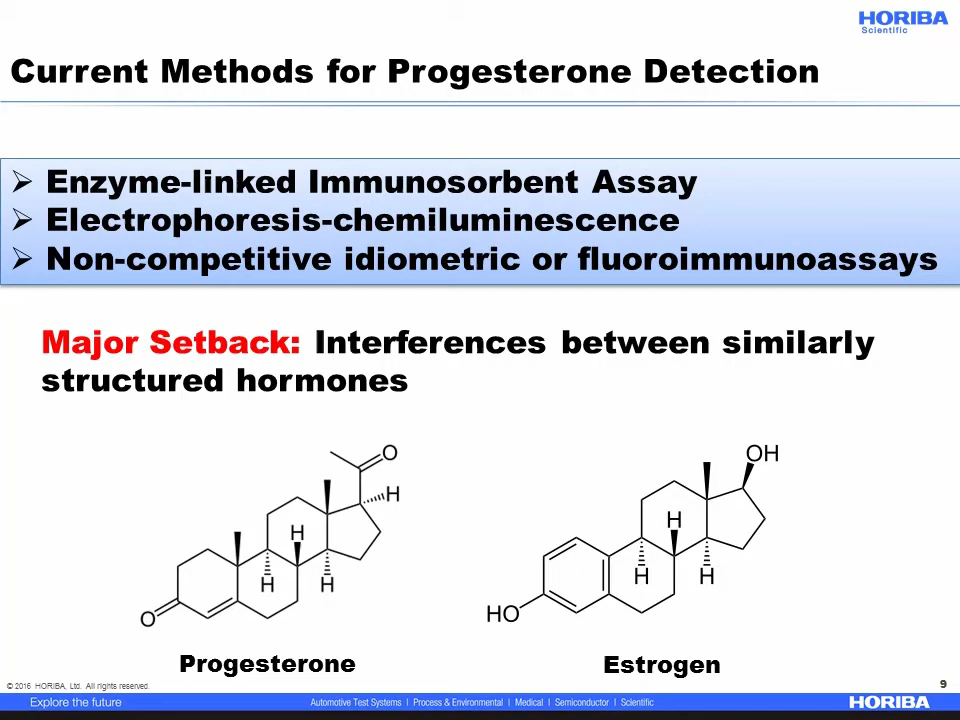 HORIBA
Scientific
Current Methods for Progesterone Detection
➢ Enzyme-linked Immunosorbent Assay
➢ Electrophoresis-chemiluminescence
➢ Non-competitive idiometric or fluoroimmunoassays
Major Setback: Interferences between similarly
structured hormones
O
H
H
H
H
O
OH
H
H
H
HO
Progesterone
Estrogen
© 2016 HORIBA, Ltd. All rights reserved.
9
Explore the future
Automotive Test Systems | Process & Environmental | Medical | Semiconductor | Scientific
HORIBA